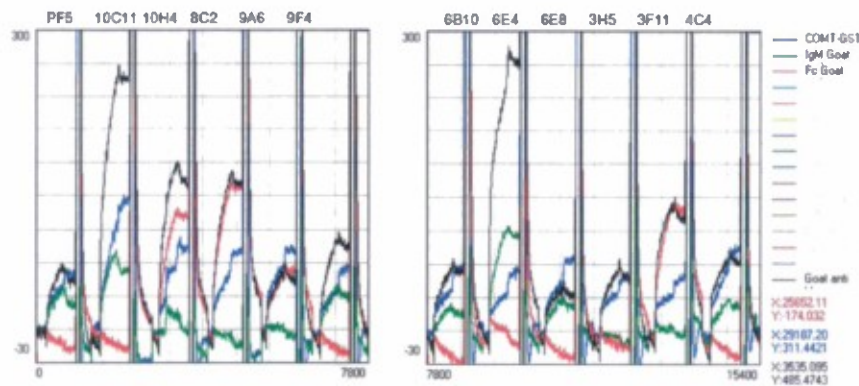 300
PF5 10C11 10H4 8C2 9A6 9F4
-30
0 7800
300
6B10 6E4 6E8 3H5 3F11 4C4
-30
7800 15400
COMT-GST
IgM Goat
Fc Goat
Goat anti
X:25652.11
Y:-174.032
X:29187.20
Y:311.4421
X:3535.095
Y:485.4743